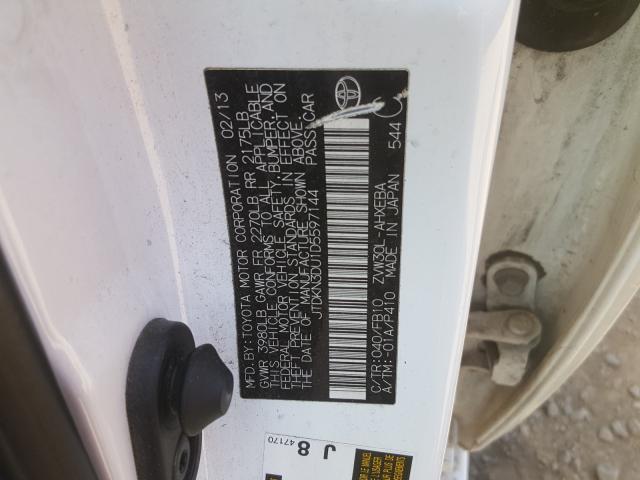 MFD.BY:TOYOTA MOTOR CORPORATION 02/13
GVWR 3980LB GAWR FR 2270LB RR 2175LB
THIS VEHICLE CONFORMS TO ALL APPLICABLE
FEDERAL MOTOR VEHICLE SAFETY, BUMPER, AND
THEFT PREVENTION STANDARDS IN EFFECT ON
THE DATE OF MANUFACTURE SHOWN ABOVE.
JTDKN3DU1D5597144 PASS.CAR
C/TR:040/FB10 ZVW30L-AHXEBA
A/TM:-01A/P410 MADE IN JAPAN 544
J 8
47170